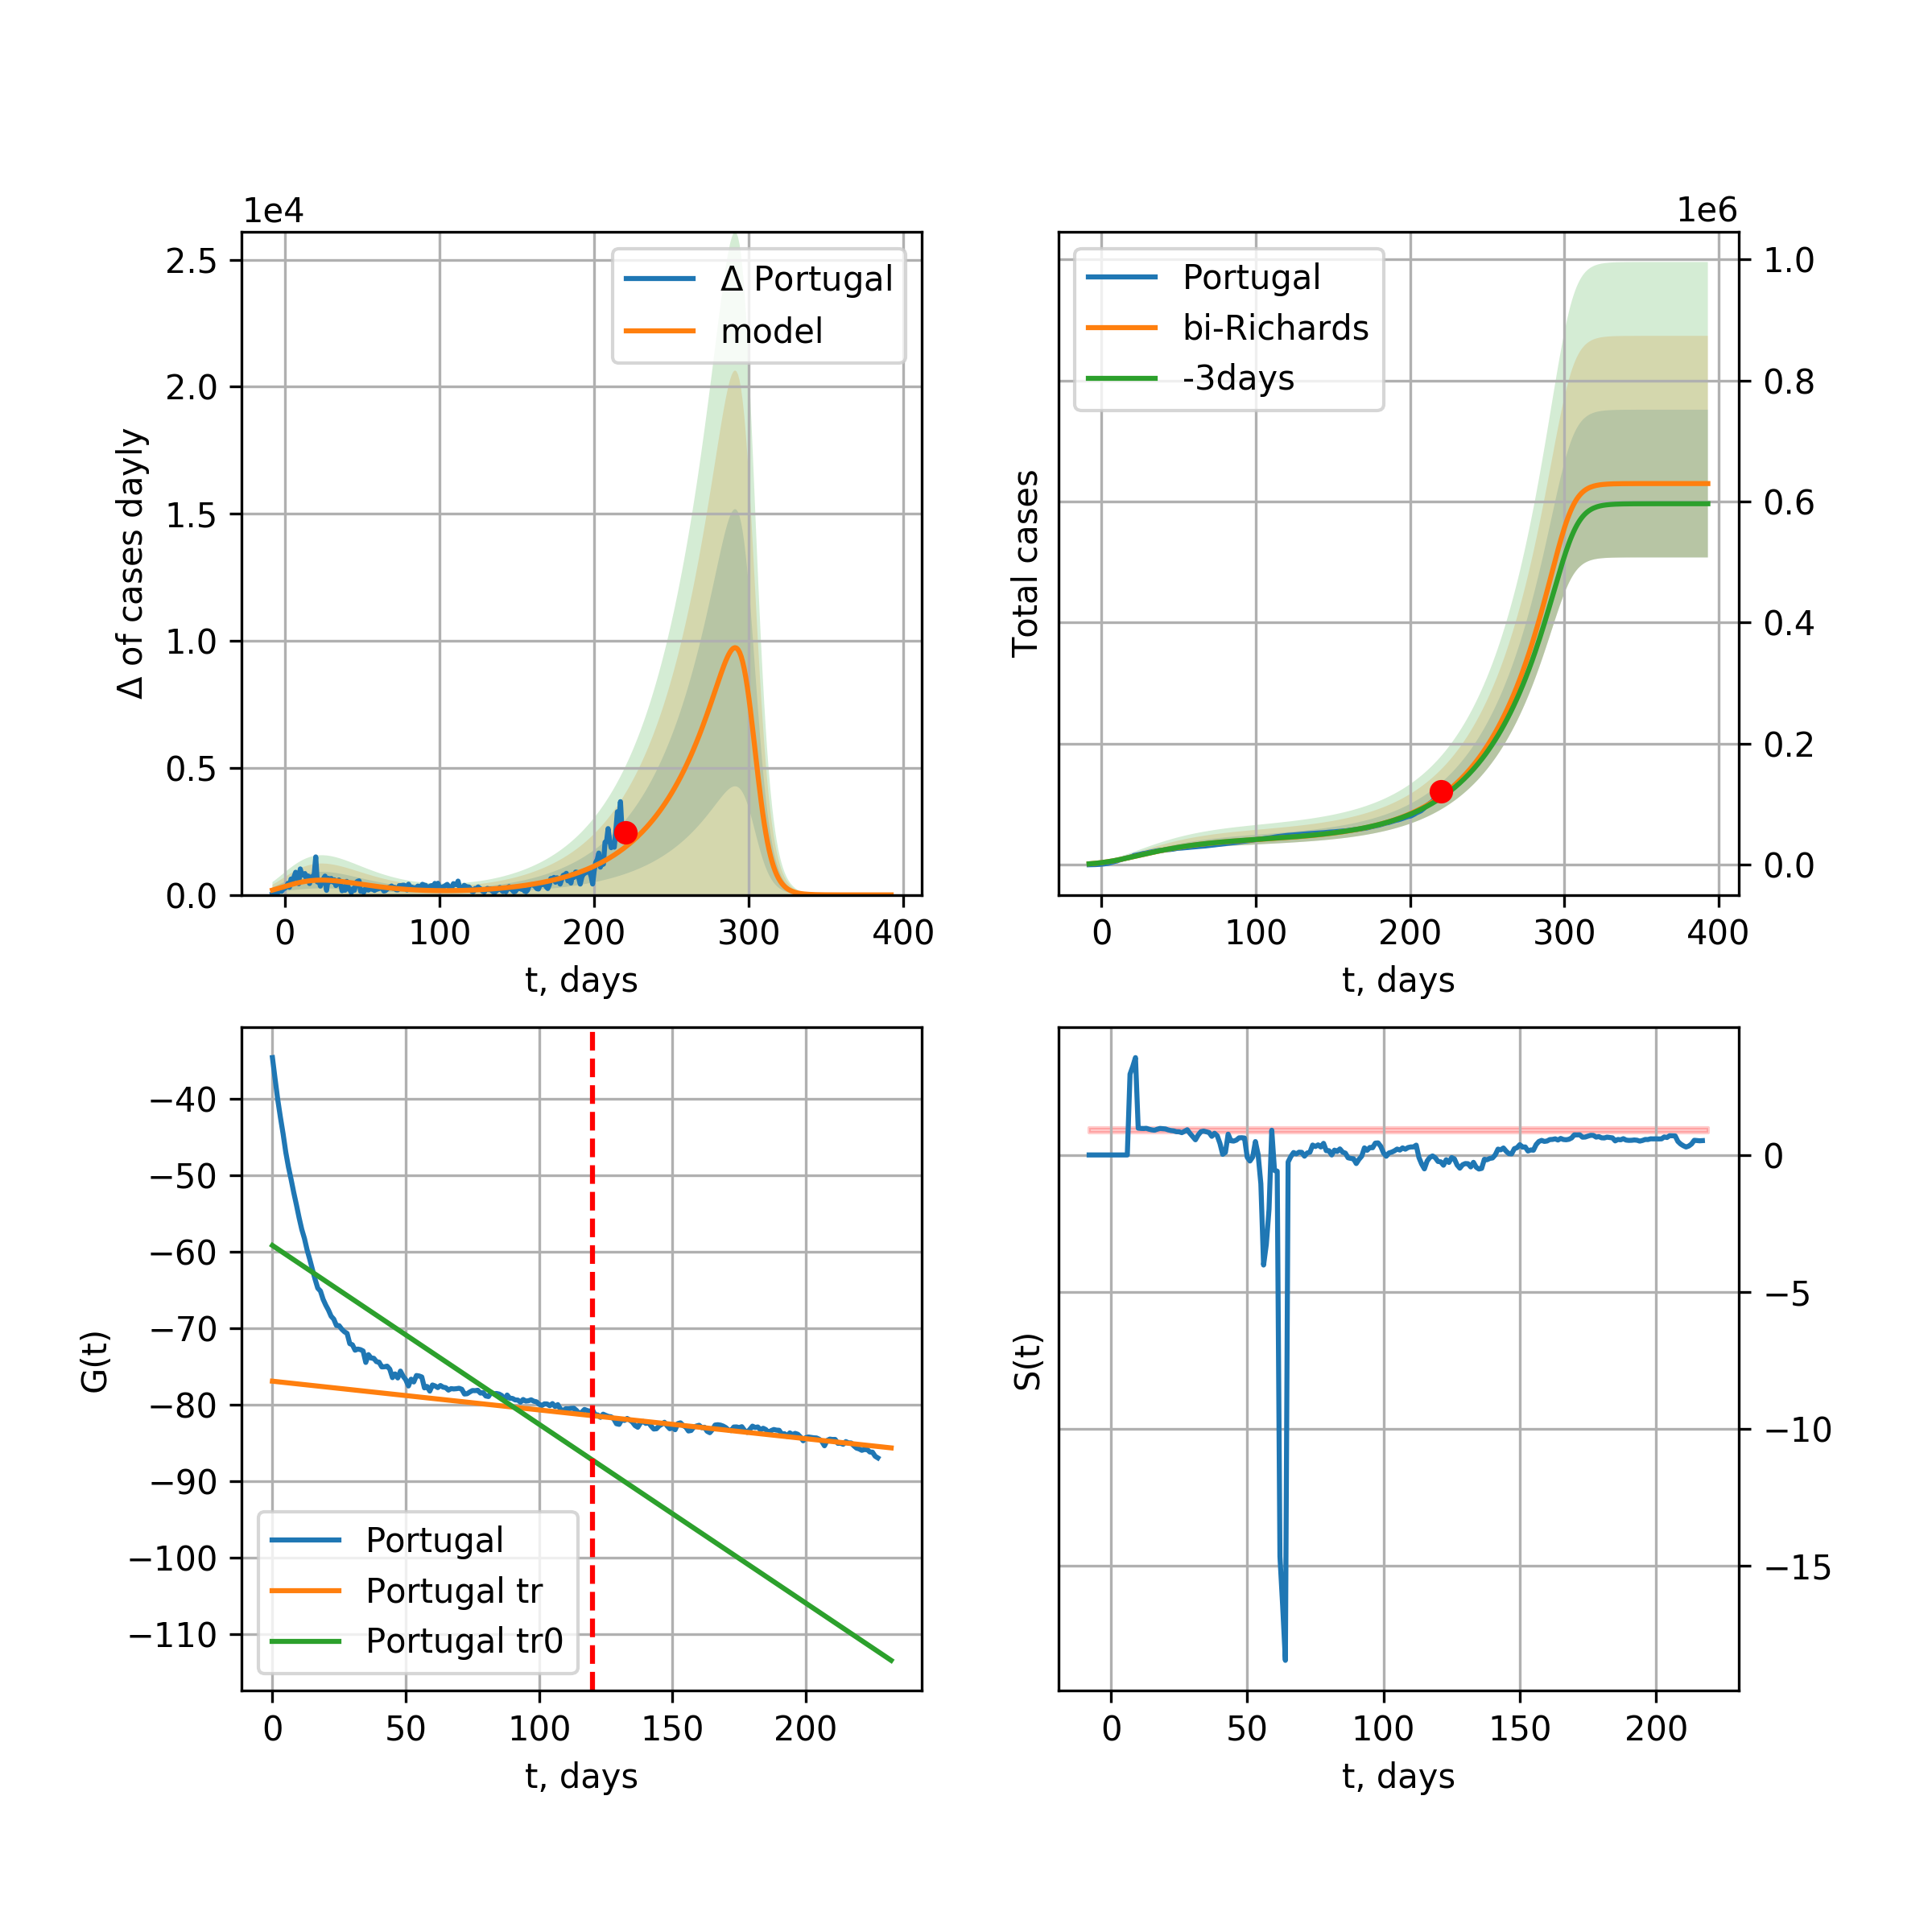 1e4
2.5
2.0
1.5
1.0
0.5
0.0
Δ of cases dayly
Δ Portugal
model
0
100
200
300
400
t, days
1e6
1.0
0.8
0.6
0.4
0.2
0.0
Total cases
Portugal
bi-Richards
-3days
0
100
200
300
400
t, days
−40
−50
−60
−70
−80
−90
−100
−110
G(t)
Portugal
Portugal tr
Portugal tr0
0
50
100
150
200
t, days
0
−5
−10
−15
S(t)
0
50
100
150
200
t, days